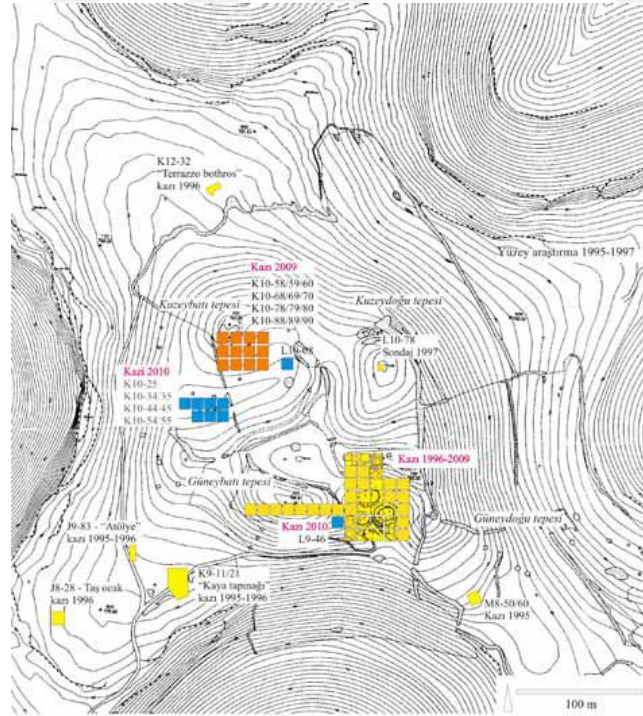 K12-32
“Terrazzo bothros”
kazı 1996
Yüzey araştırma 1995-1997
Kazı 2009
K10-58/59/60
K10-68/69/70
K10-78/79/80
K10-88/89/90
Kuzeybatı tepesi
Kuzeydoğu tepesi
L10-78
Sondaj 1997
Kazi 2010
K10-25
K10-34/35
K10-44/45
K10-54/55
Kazı 1996-2009
Güneybatı tepesi
Güneydoğu tepesi
Kazı 2010
L9-46
J9-83 - “Atölye”
kazı 1995-1996
K9-11/21
“Kaya tapınağı”
kazı 1995-1996
J8-28 - Taş ocak
kazı 1996
M8-50/60
Kazı 1995
100 m